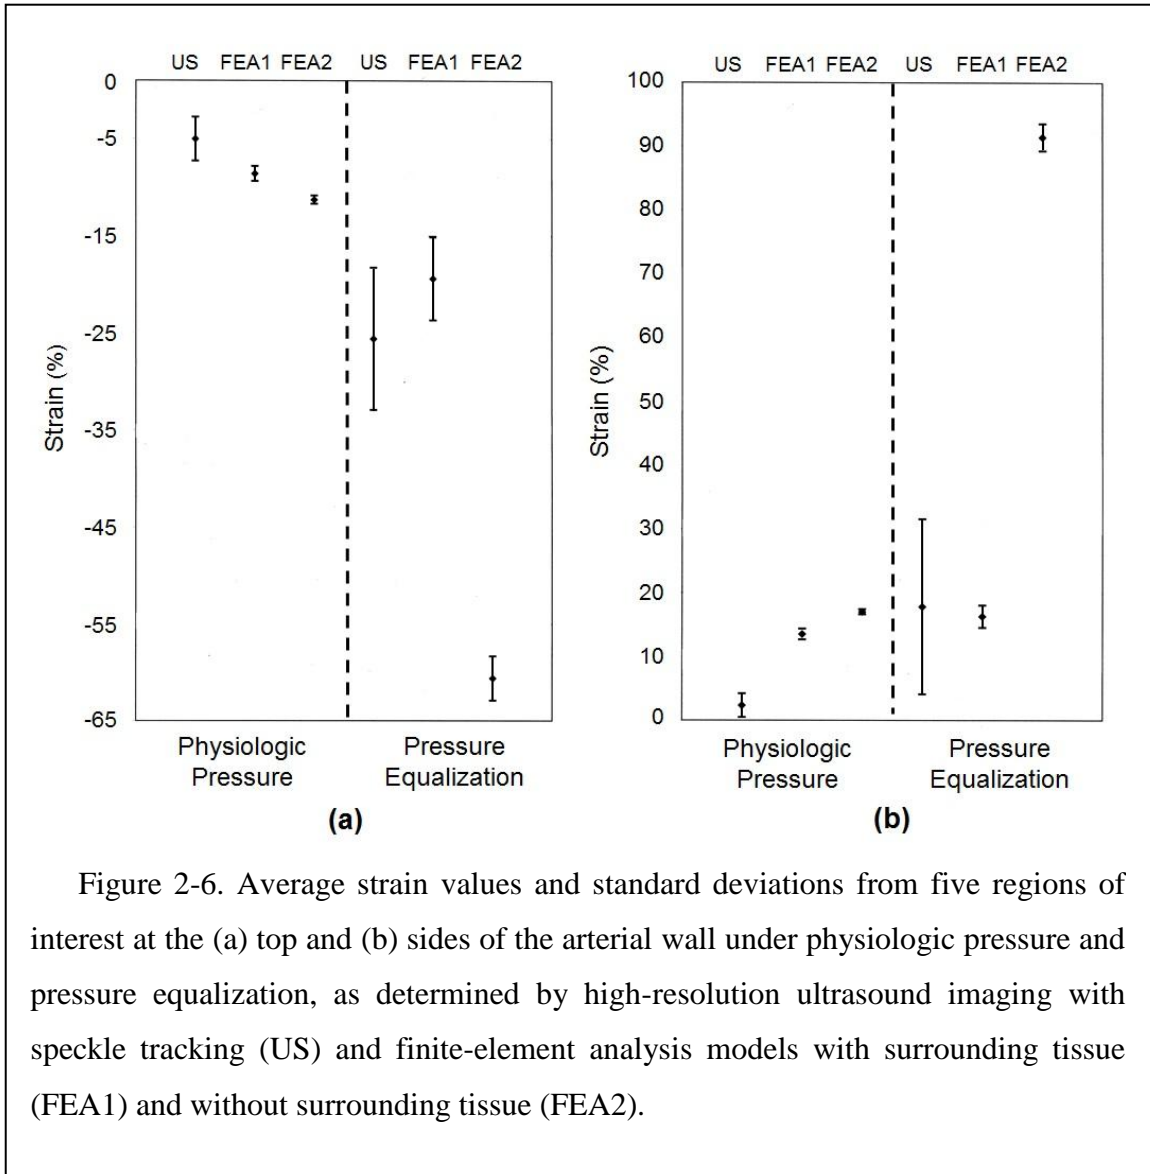 US FEA1 FEA2 US FEA1 FEA2
0
-5
-15
-25
-35
-45
-55
-65
Strain (%)
Physiologic
Pressure
Pressure
Equalization
(a)
US FEA1 FEA2 US FEA1 FEA2
100
90
80
70
60
50
40
30
20
10
0
Strain (%)
Physiologic
Pressure
Pressure
Equalization
(b)
Figure 2-6. Average strain values and standard deviations from five regions of
interest at the (a) top and (b) sides of the arterial wall under physiologic pressure and
pressure equalization, as determined by high-resolution ultrasound imaging with
speckle tracking (US) and finite-element analysis models with surrounding tissue
(FEA1) and without surrounding tissue (FEA2).